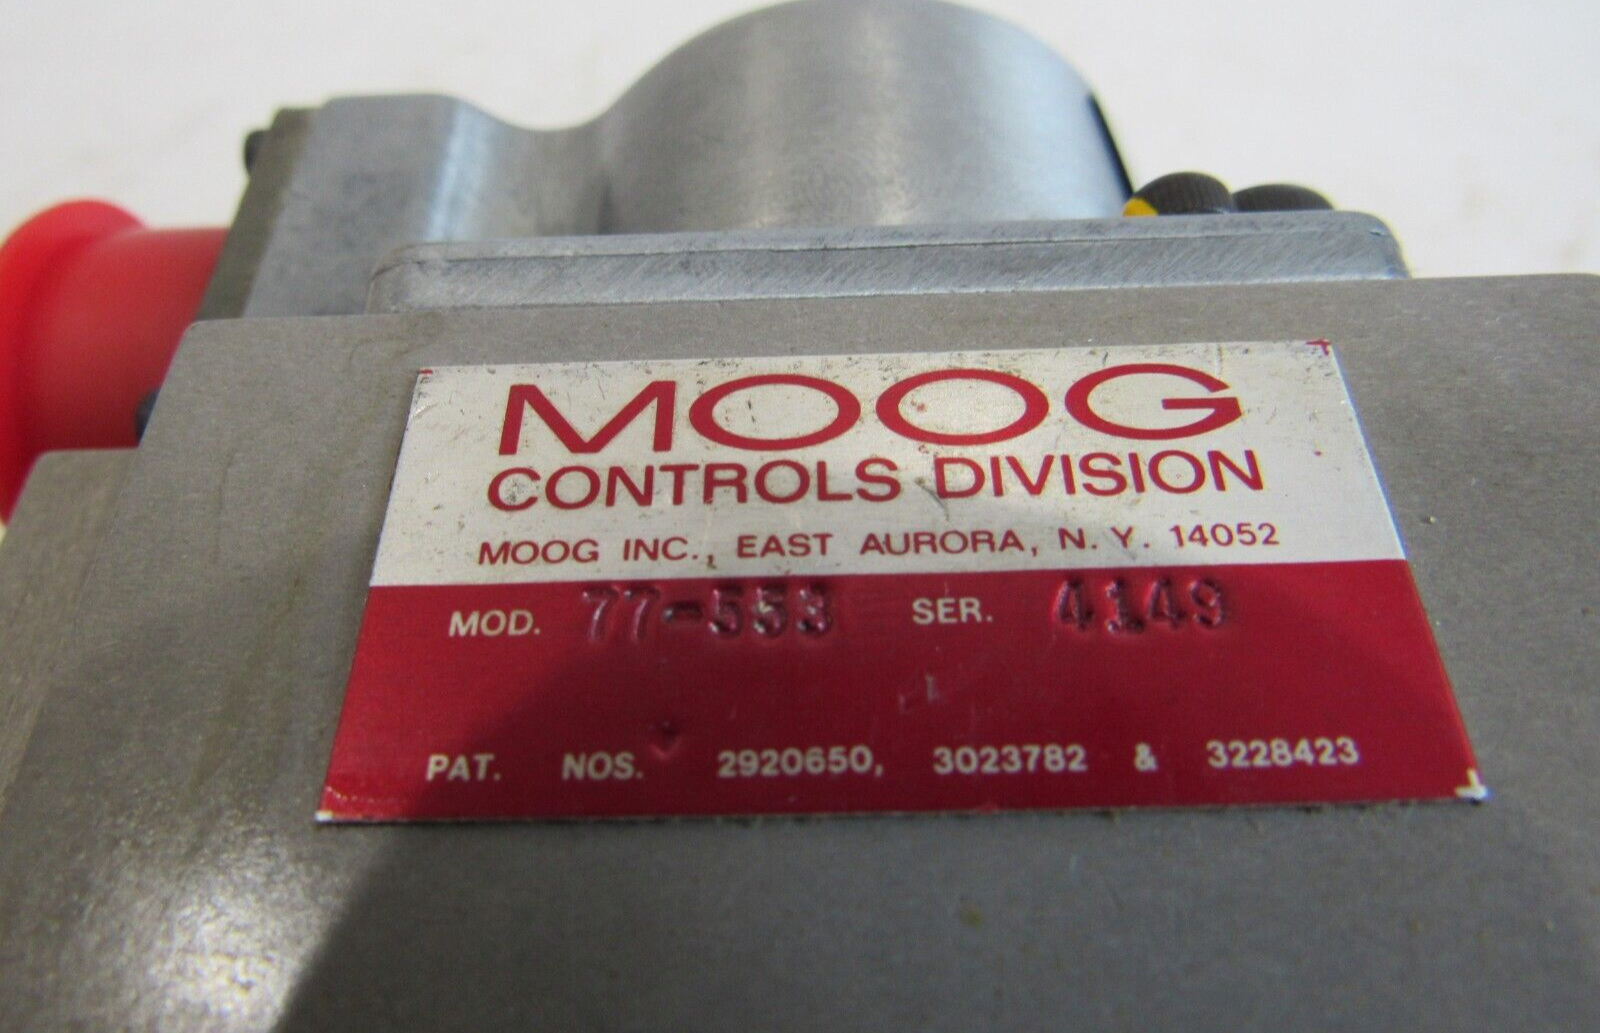 MOOG
CONTROLS DIVISION
MOOG INC., EAST AURORA, N. Y. 14052
MOD. 77-553 SER. 4149
PAT. NOS. 2920650, 3023782 & 3228423